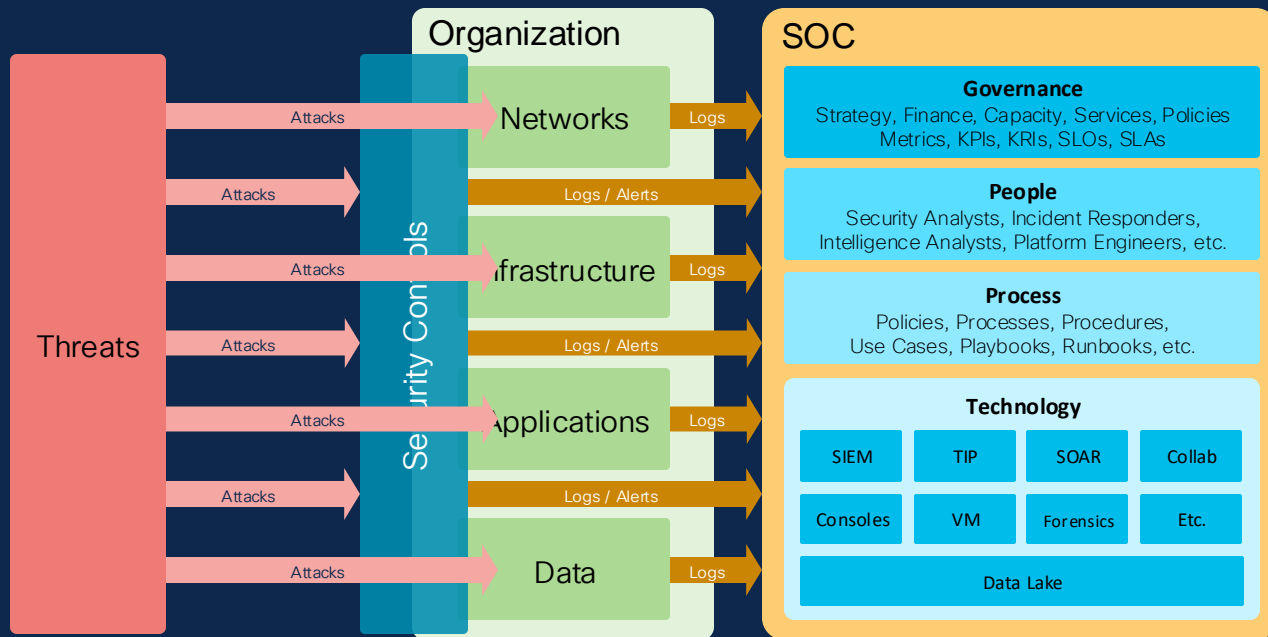 Organization
SOC
Threats
Security Controls
Attacks
Networks
Logs
Attacks
Logs / Alerts
Attacks
Infrastructure
Logs
Attacks
Logs / Alerts
Attacks
Applications
Logs
Attacks
Logs / Alerts
Attacks
Data
Logs
Governance
Strategy, Finance, Capacity, Services, Policies
Metrics, KPIs, KRIs, SLOs, SLAs
People
Security Analysts, Incident Responders,
Intelligence Analysts, Platform Engineers, etc.
Process
Policies, Processes, Procedures,
Use Cases, Playbooks, Runbooks, etc.
Technology
SIEM
TIP
SOAR
Collab
Consoles
VM
Forensics
Etc.
Data Lake